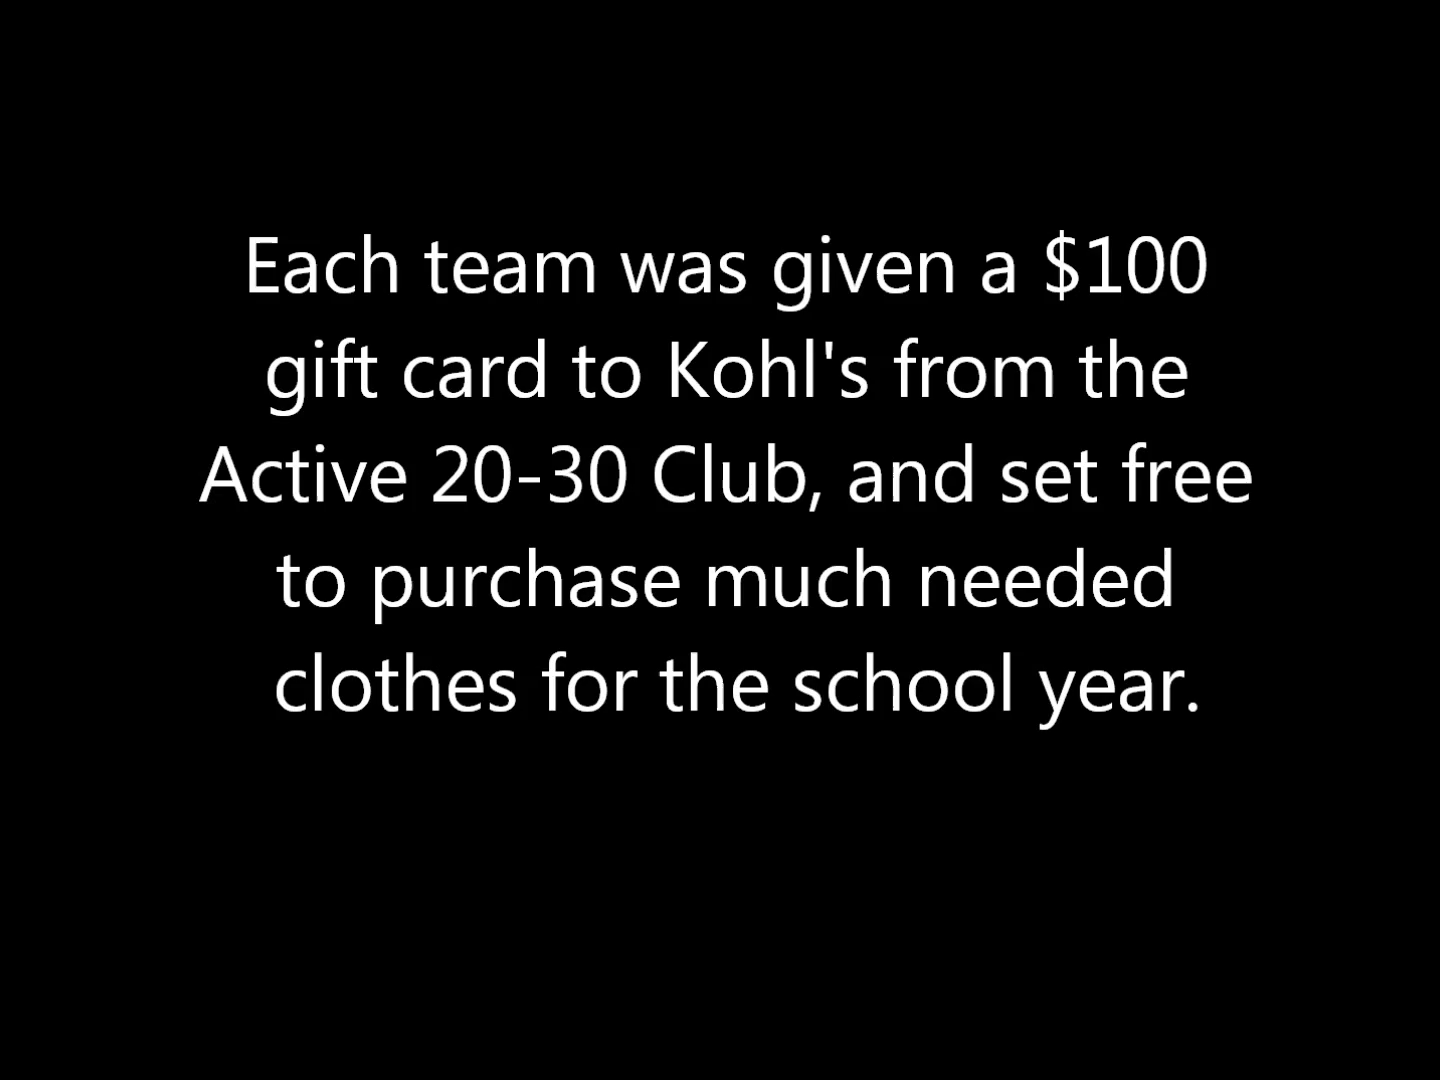 Each team was given a $100
gift card to Kohl's from the
Active 20-30 Club, and set free
to purchase much needed
clothes for the school year.